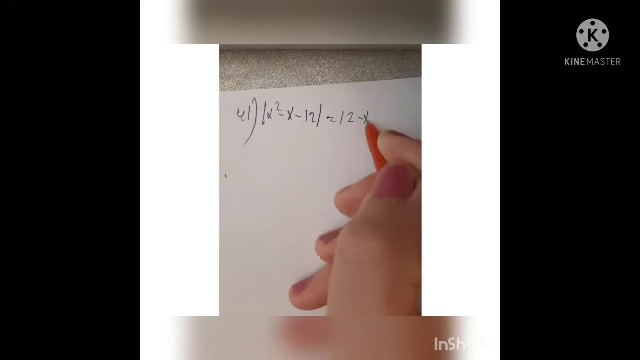 K
KINEMASTER
41) |x² - x - 12| = 12 - x
InShOt